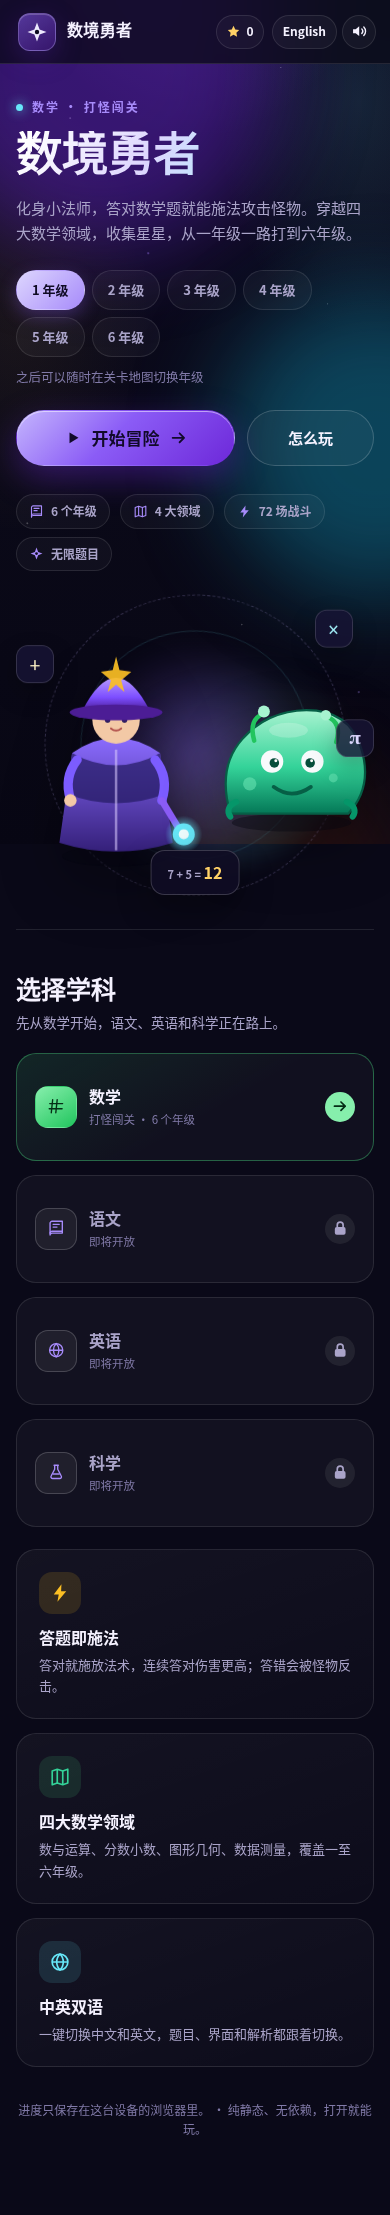 数境勇者
0
English
数学 · 打怪闯关
数境勇者
化身小法师，答对数学题就能施法攻击怪物。穿越四
大数学领域，收集星星，从一年级一路打到六年级。
1 年级
2 年级
3 年级
4 年级
5 年级
6 年级
之后可以随时在关卡地图切换年级
开始冒险
怎么玩
6 个年级
4 大领域
72 场战斗
无限题目
×
+
π
7 + 5 = 12
选择学科
先从数学开始，语文、英语和科学正在路上。
数学
打怪闯关 · 6 个年级
语文
即将开放
英语
即将开放
科学
即将开放
答题即施法
答对就施放法术，连续答对伤害更高；答错会被怪物反
击。
四大数学领域
数与运算、分数小数、图形几何、数据测量，覆盖一至
六年级。
中英双语
一键切换中文和英文，题目、界面和解析都跟着切换。
进度只保存在这台设备的浏览器里。 · 纯静态、无依赖，打开就能
玩。